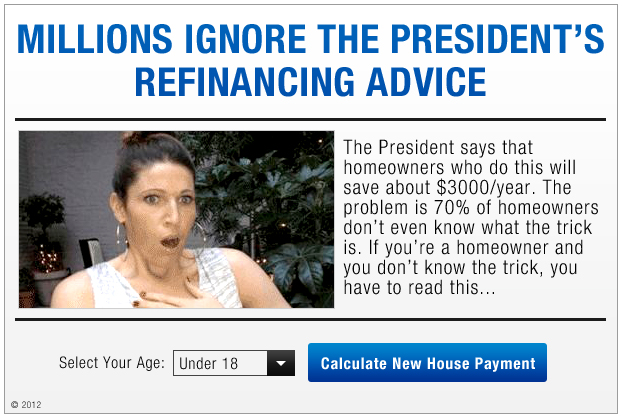 MILLIONS IGNORE THE PRESIDENT’S
REFINANCING ADVICE
The President says that
homeowners who do this will
save about $3000/year. The
problem is 70% of homeowners
don’t even know what the trick
is. If you’re a homeowner and
you don’t know the trick, you
have to read this...
Select Your Age: Under 18 Calculate New House Payment
© 2012